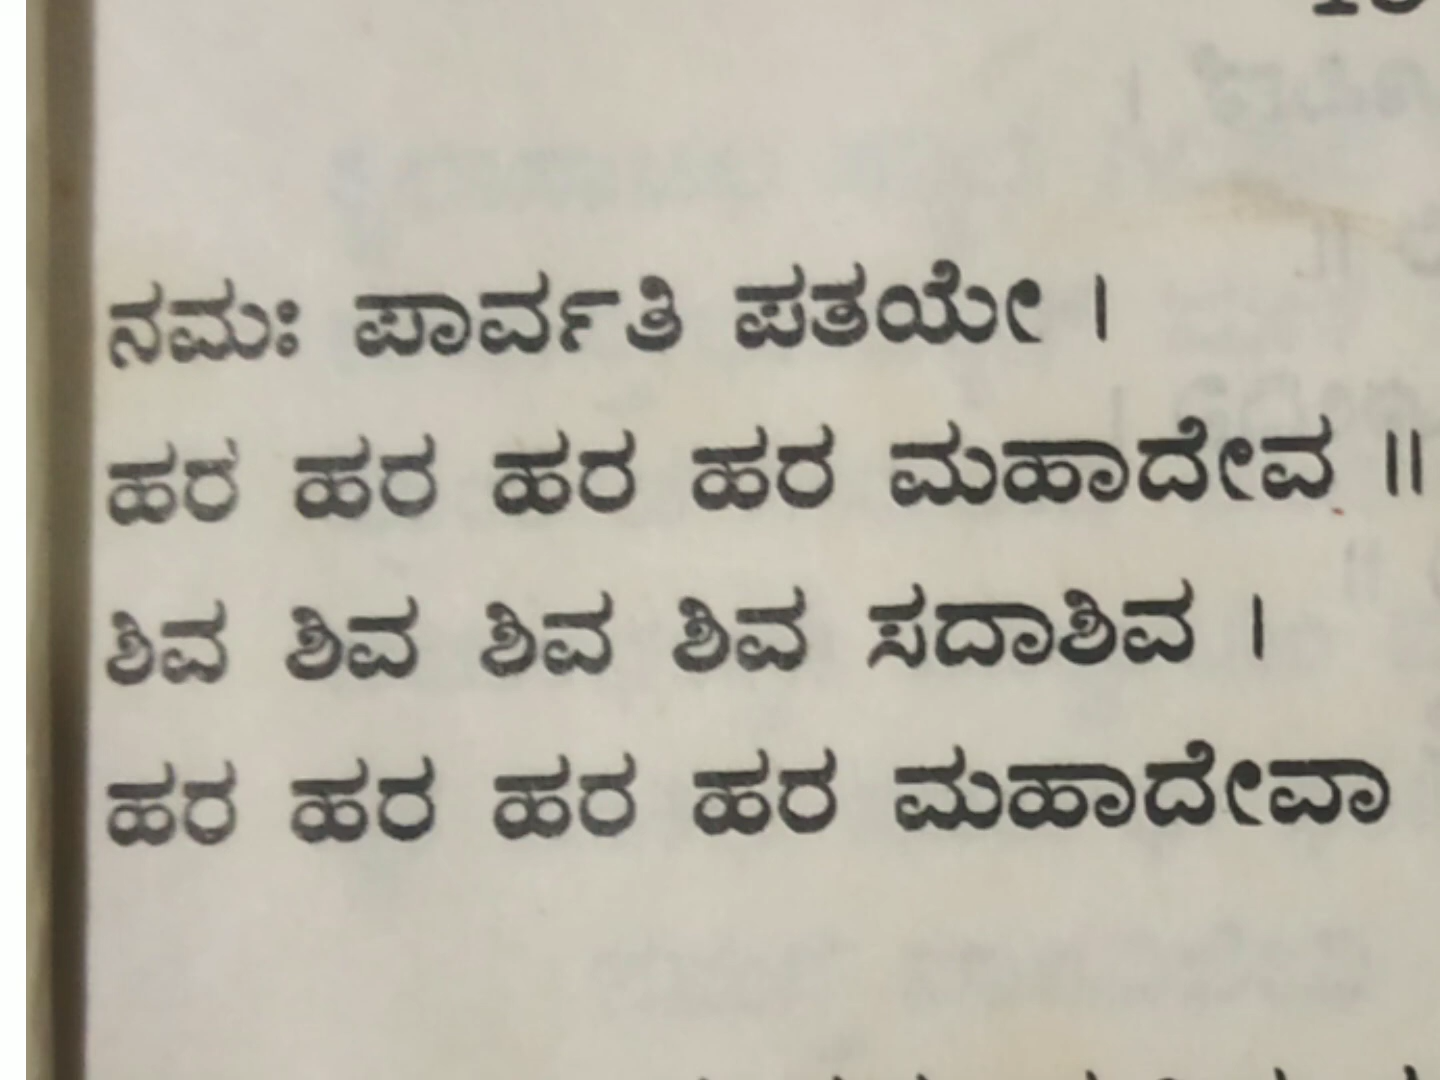 ನಮಃ ಪಾರ್ವತಿ ಪತಯೇ ।
ಹರ ಹರ ಹರ ಹರ ಮಹಾದೇವ ॥
ಶಿವ ಶಿವ ಶಿವ ಶಿವ ಸದಾಶಿವ ।
ಹರ ಹರ ಹರ ಹರ ಮಹಾದೇವಾ